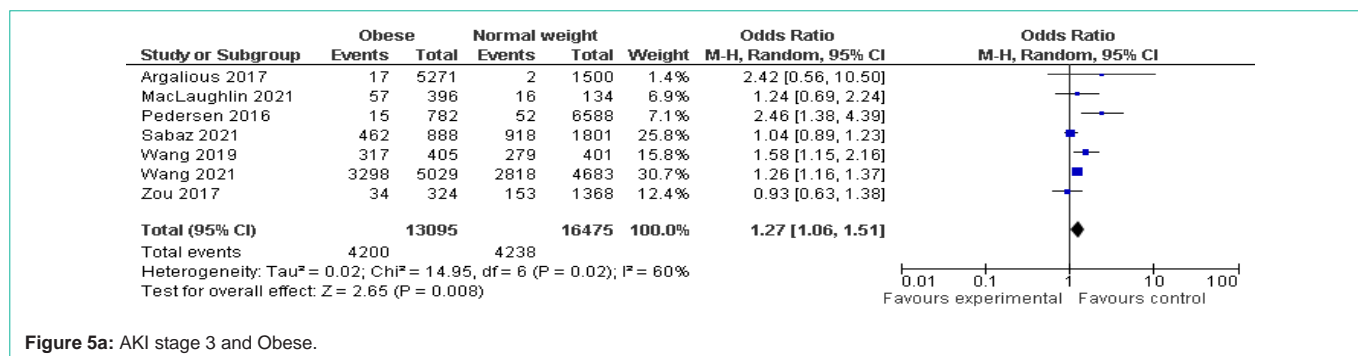 Obese Normal weight Odds Ratio Odds Ratio
Study or Subgroup Events Total Events Total Weight M-H, Random, 95% CI M-H, Random, 95% CI
Argalious 2017 17 5271 2 1500 1.4% 2.42 [0.56, 10.50]
MacLaughlin 2021 57 396 16 134 6.9% 1.24 [0.69, 2.24]
Pedersen 2016 15 782 52 6588 7.1% 2.46 [1.38, 4.39]
Sabaz 2021 462 888 918 1801 25.8% 1.04 [0.89, 1.23]
Wang 2019 317 405 279 401 15.8% 1.58 [1.15, 2.16]
Wang 2021 3298 5029 2818 4683 30.7% 1.26 [1.16, 1.37]
Zou 2017 34 324 153 1368 12.4% 0.93 [0.63, 1.38]
Total (95% CI) 13095 16475 100.0% 1.27 [1.06, 1.51]
Total events 4200 4238
Heterogeneity: Tau² = 0.02; Chi² = 14.95, df = 6 (P = 0.02); I² = 60%
Test for overall effect: Z = 2.65 (P = 0.008)
0.01 0.1 1 10 100
Favours experimental Favours control
Figure 5a: AKI stage 3 and Obese.